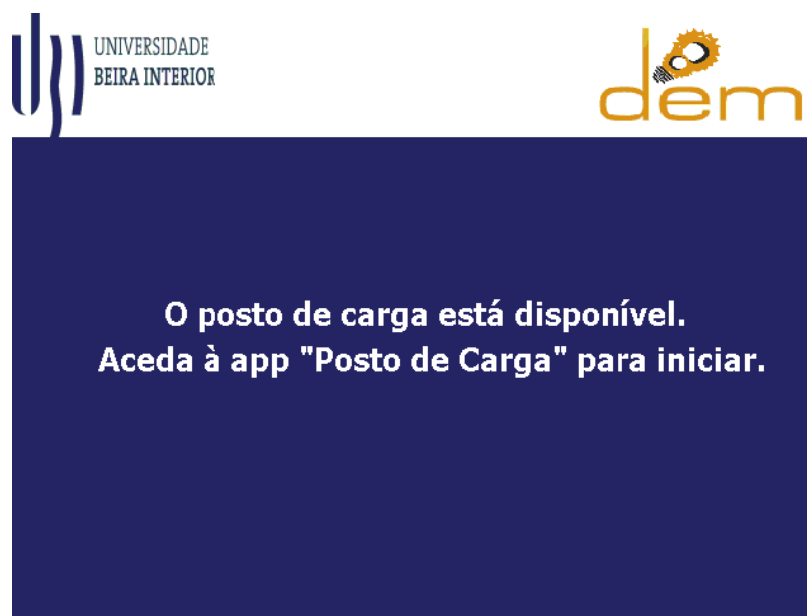 UNIVERSIDADE
BEIRA INTERIOR
dem
O posto de carga está disponível.
Aceda à app "Posto de Carga" para iniciar.